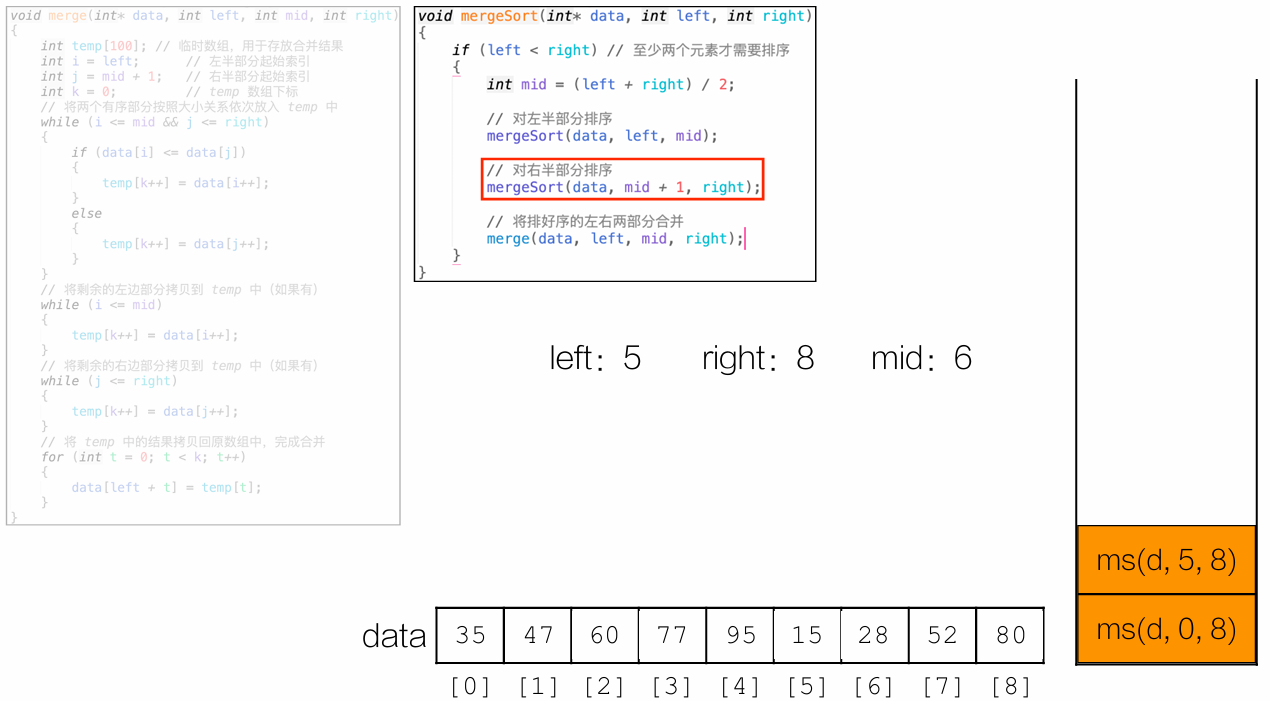 void merge(int* data, int left, int mid, int right)
{
    int temp[100]; // 临时数组，用于存放合并结果
    int i = left;      // 左半部分起始索引
    int j = mid + 1;   // 右半部分起始索引
    int k = 0;         // temp 数组下标
    // 将两个有序部分按照大小关系依次放入 temp 中
    while (i <= mid && j <= right)
    {
        if (data[i] <= data[j])
        {
            temp[k++] = data[i++];
        }
        else
        {
            temp[k++] = data[j++];
        }
    }
    // 将剩余的左边部分拷贝到 temp 中（如果有）
    while (i <= mid)
    {
        temp[k++] = data[i++];
    }
    // 将剩余的右边部分拷贝到 temp 中（如果有）
    while (j <= right)
    {
        temp[k++] = data[j++];
    }
    // 将 temp 中的结果拷贝回原数组中，完成合并
    for (int t = 0; t < k; t++)
    {
        data[left + t] = temp[t];
    }
}
void mergeSort(int* data, int left, int right)
{
    if (left < right) // 至少两个元素才需要排序
    {
        int mid = (left + right) / 2;
        // 对左半部分排序
        mergeSort(data, left, mid);
        // 对右半部分排序
        mergeSort(data, mid + 1, right);
        // 将排好序的左右两部分合并
        merge(data, left, mid, right);
    }
}
left：5 right：8 mid：6
ms(d, 5, 8)
ms(d, 0, 8)
data 35 47 60 77 95 15 28 52 80
[0] [1] [2] [3] [4] [5] [6] [7] [8]